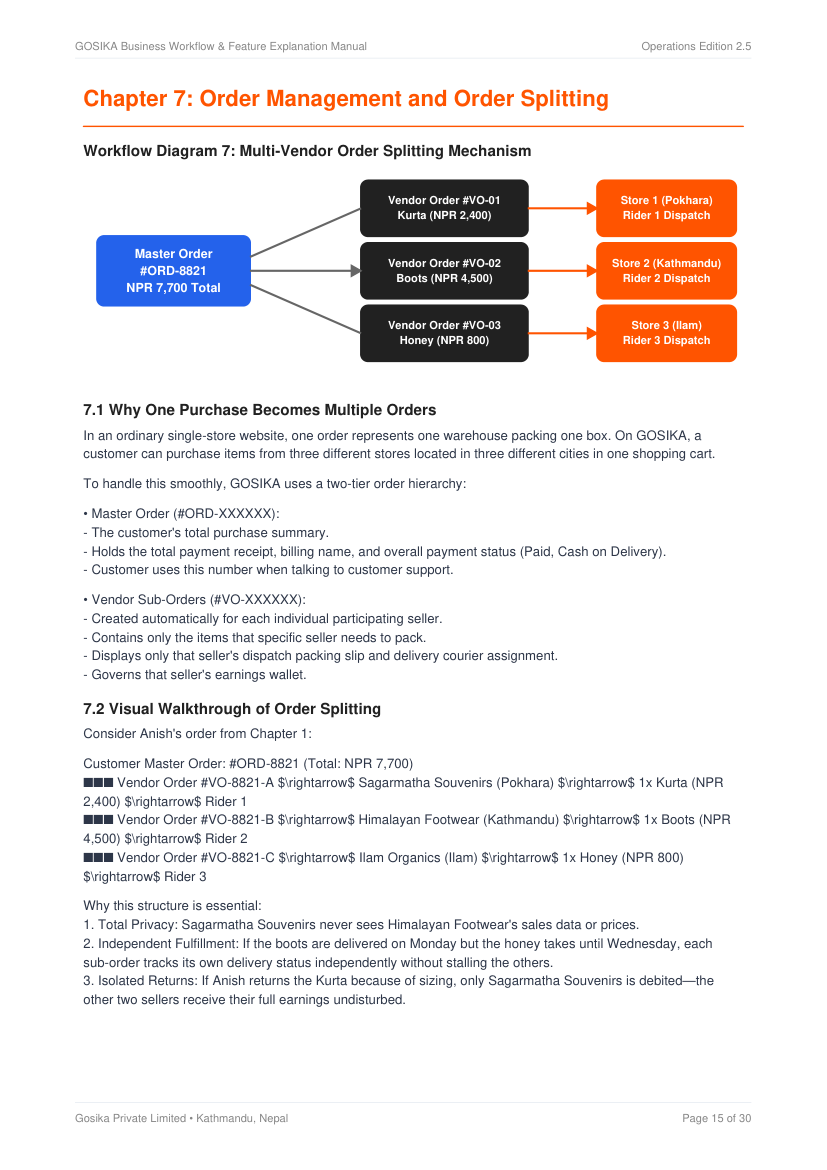 GOSIKA Business Workflow & Feature Explanation Manual
Operations Edition 2.5
Chapter 7: Order Management and Order Splitting
Workflow Diagram 7: Multi-Vendor Order Splitting Mechanism
Master Order
#ORD-8821
NPR 7,700 Total
Vendor Order #VO-01
Kurta (NPR 2,400)
Store 1 (Pokhara)
Rider 1 Dispatch
Vendor Order #VO-02
Boots (NPR 4,500)
Store 2 (Kathmandu)
Rider 2 Dispatch
Vendor Order #VO-03
Honey (NPR 800)
Store 3 (Ilam)
Rider 3 Dispatch
7.1 Why One Purchase Becomes Multiple Orders
In an ordinary single-store website, one order represents one warehouse packing one box. On GOSIKA, a
customer can purchase items from three different stores located in three different cities in one shopping cart.
To handle this smoothly, GOSIKA uses a two-tier order hierarchy:
• Master Order (#ORD-XXXXXX):
- The customer's total purchase summary.
- Holds the total payment receipt, billing name, and overall payment status (Paid, Cash on Delivery).
- Customer uses this number when talking to customer support.
• Vendor Sub-Orders (#VO-XXXXXX):
- Created automatically for each individual participating seller.
- Contains only the items that specific seller needs to pack.
- Displays only that seller's dispatch packing slip and delivery courier assignment.
- Governs that seller's earnings wallet.
7.2 Visual Walkthrough of Order Splitting
Consider Anish's order from Chapter 1:
Customer Master Order: #ORD-8821 (Total: NPR 7,700)
■■■ Vendor Order #VO-8821-A $\rightarrow$ Sagarmatha Souvenirs (Pokhara) $\rightarrow$ 1x Kurta (NPR
2,400) $\rightarrow$ Rider 1
■■■ Vendor Order #VO-8821-B $\rightarrow$ Himalayan Footwear (Kathmandu) $\rightarrow$ 1x Boots (NPR
4,500) $\rightarrow$ Rider 2
■■■ Vendor Order #VO-8821-C $\rightarrow$ Ilam Organics (Ilam) $\rightarrow$ 1x Honey (NPR 800)
$\rightarrow$ Rider 3
Why this structure is essential:
1. Total Privacy: Sagarmatha Souvenirs never sees Himalayan Footwear's sales data or prices.
2. Independent Fulfillment: If the boots are delivered on Monday but the honey takes until Wednesday, each
sub-order tracks its own delivery status independently without stalling the others.
3. Isolated Returns: If Anish returns the Kurta because of sizing, only Sagarmatha Souvenirs is debited—the
other two sellers receive their full earnings undisturbed.
Gosika Private Limited • Kathmandu, Nepal
Page 15 of 30